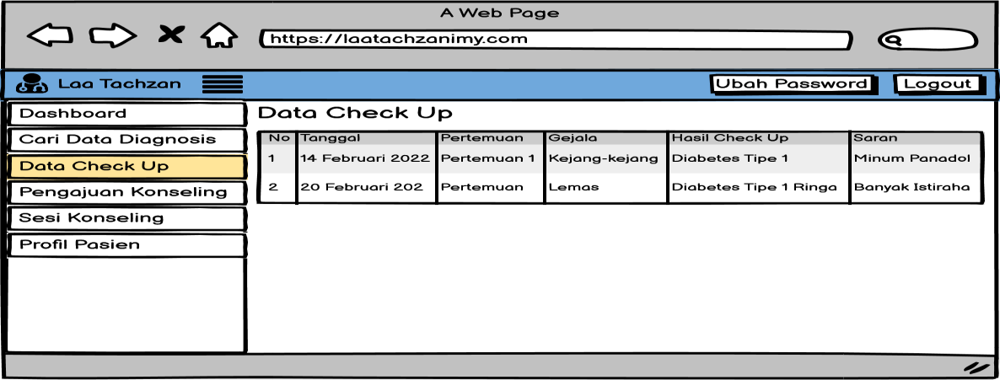 A Web Page
https://laatachzanimy.com
Laa Tachzan
Ubah Password
Logout
Dashboard
Cari Data Diagnosis
Data Check Up
Pengajuan Konseling
Sesi Konseling
Profil Pasien
Data Check Up
No Tanggal Pertemuan Gejala Hasil Check Up Saran
1 14 Februari 2022 Pertemuan 1 Kejang-kejang Diabetes Tipe 1 Minum Panadol
2 20 Februari 202 Pertemuan Lemas Diabetes Tipe 1 Ringa Banyak Istiraha